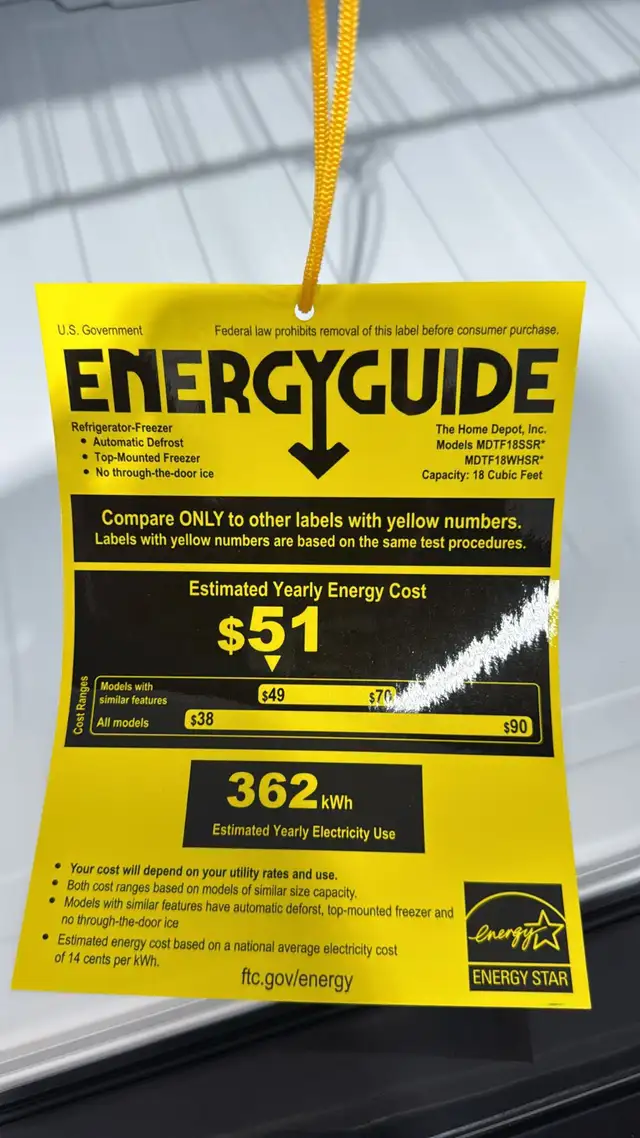 U.S. Government
Federal law prohibits removal of this label before consumer purchase.
ENERGYGUIDE
Refrigerator-Freezer
• Automatic Defrost
• Top-Mounted Freezer
• No through-the-door ice
The Home Depot, Inc.
Models MDTF18SSR*
MDTF18WHSR*
Capacity: 18 Cubic Feet
Compare ONLY to other labels with yellow numbers.
Labels with yellow numbers are based on the same test procedures.
Estimated Yearly Energy Cost
$51
Cost Ranges
Models with
similar features
$49
$70
All models
$38
$90
362 kWh
Estimated Yearly Electricity Use
• Your cost will depend on your utility rates and use.
• Both cost ranges based on models of similar size capacity.
• Models with similar features have automatic deforst, top-mounted freezer and
no through-the-door ice
• Estimated energy cost based on a national average electricity cost
of 14 cents per kWh.
ftc.gov/energy
energy
ENERGY STAR